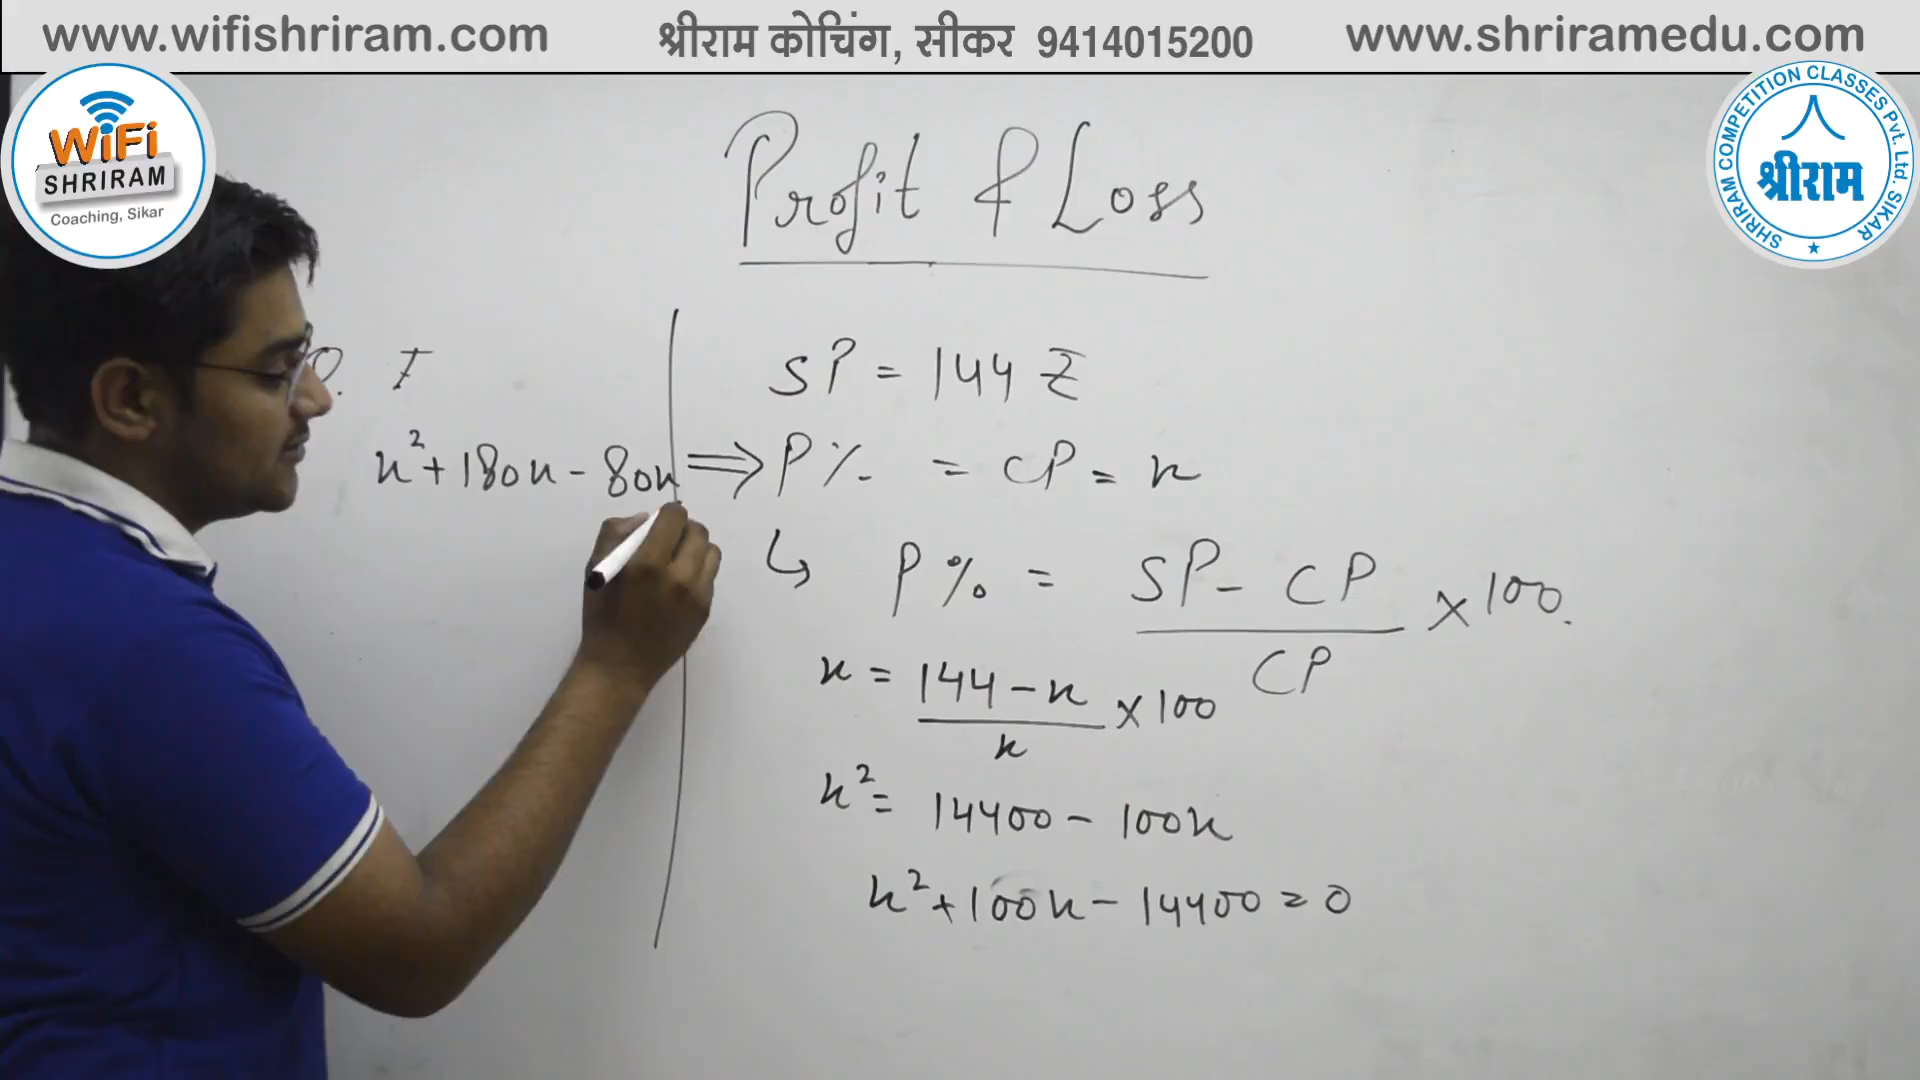 www.wifishriram.com
श्रीराम कोचिंग, सीकर 9414015200
www.shriramedu.com
WiFi
SHRIRAM
Coaching, Sikar
SHRIRAM COMPETITION CLASSES Pvt. Ltd. SIKAR
श्रीराम
Profit & Loss
SP = 144 ₹
x²+180x-80x
⇒ P% = CP = x
↳ P% = SP - CP / CP × 100.
x = 144 - x / x × 100
x² = 14400 - 100x
x² + 100x - 14400 = 0